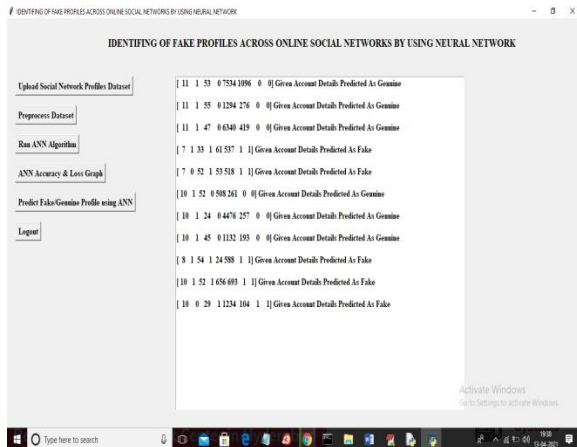 IDENTIFING OF FAKE PROFILES ACROSS ONLINE SOCIAL NETWORKS BY USING NEURAL NETWORK
IDENTIFING OF FAKE PROFILES ACROSS ONLINE SOCIAL NETWORKS BY USING NEURAL NETWORK
Upload Social Network Profiles Dataset
Preprocess Dataset
Run ANN Algorithm
ANN Accuracy & Loss Graph
Predict Fake/Genuine Profile using ANN
Logout
[ 11 1 53 0 7534 1096 0 0] Given Account Details Predicted As Genuine
[ 11 1 55 0 1294 276 0 0] Given Account Details Predicted As Genuine
[ 11 1 47 0 6340 419 0 0] Given Account Details Predicted As Genuine
[ 7 1 33 1 61 537 1 1] Given Account Details Predicted As Fake
[ 7 0 52 1 53 518 1 1] Given Account Details Predicted As Fake
[10 1 52 0 508 261 0 0] Given Account Details Predicted As Genuine
[ 10 1 24 0 4476 257 0 0] Given Account Details Predicted As Genuine
[ 10 1 45 0 1132 193 0 0] Given Account Details Predicted As Genuine
[ 8 1 54 1 24 588 1 1] Given Account Details Predicted As Fake
[10 1 52 1 656 693 1 1] Given Account Details Predicted As Fake
[ 10 0 29 1 1234 104 1 1] Given Account Details Predicted As Fake
Activate Windows
Go to Settings to activate Windows.
Type here to search
19:30
13-04-2021